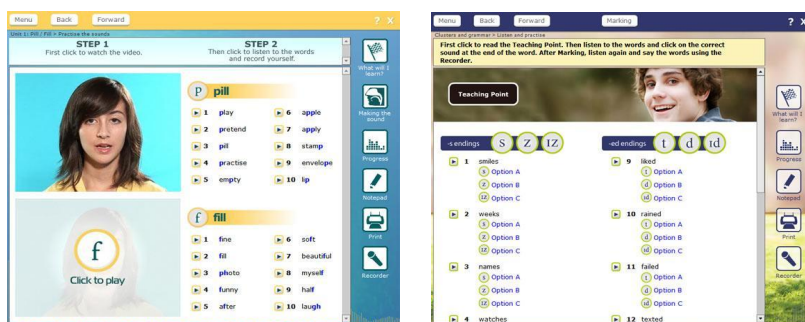 Menu Back Forward ? X
Unit 1: Pill / Fill > Practise the sounds
STEP 1
First click to watch the video.
STEP 2
Then click to listen to the words
and record yourself.
What will I
learn?
Making the
sound
Progress
Notepad
Print
Recorder
P pill
1 play
2 pretend
3 pill
4 practise
5 empty
6 apple
7 apply
8 stamp
9 envelope
10 lip
f
Click to play
f fill
1 fine
2 fill
3 photo
4 funny
5 after
6 soft
7 beautiful
8 myself
9 half
10 laugh
Menu Back Forward Marking ? X
Clusters and grammar > Listen and practise
First click to read the Teaching Point. Then listen to the words and click on the correct
sound at the end of the word. After Marking, listen again and say the words using the
Recorder.
Teaching Point
What will I
learn?
Progress
Notepad
Print
Recorder
-s endings s z ɪz
1 smiles
s Option A
z Option B
ɪz Option C
2 weeks
s Option A
z Option B
ɪz Option C
3 names
s Option A
z Option B
ɪz Option C
4 watches
-ed endings t d ɪd
9 liked
t Option A
d Option B
ɪd Option C
10 rained
t Option A
d Option B
ɪd Option C
11 failed
t Option A
d Option B
ɪd Option C
12 texted